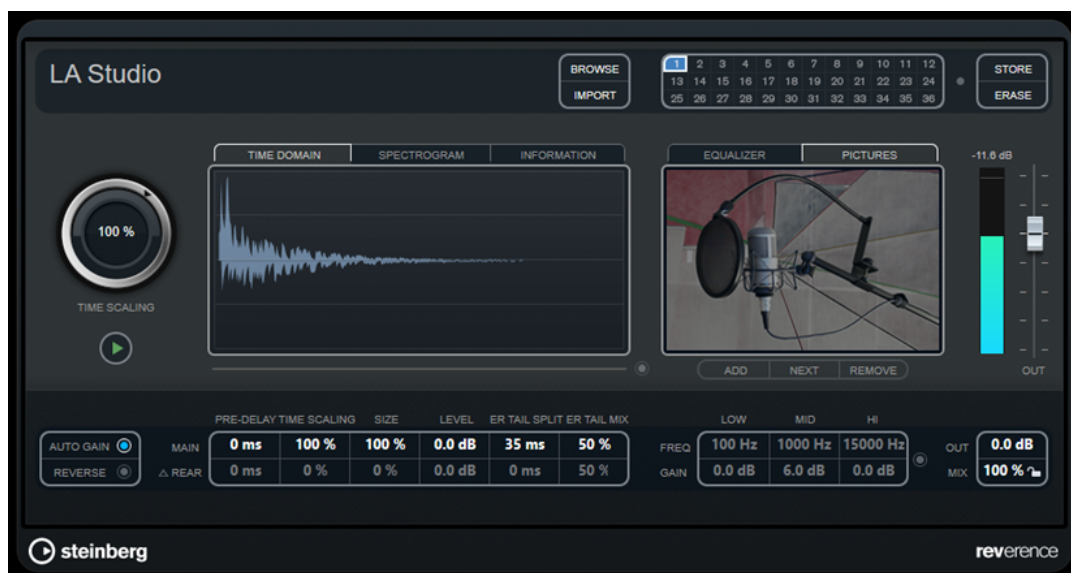 LA Studio
BROWSE
IMPORT
1 2 3 4 5 6 7 8 9 10 11 12
13 14 15 16 17 18 19 20 21 22 23 24
25 26 27 28 29 30 31 32 33 34 35 36
STORE
ERASE
TIME DOMAIN SPECTROGRAM INFORMATION
EQUALIZER PICTURES
-11.6 dB
100 %
TIME SCALING
ADD NEXT REMOVE
OUT
PRE-DELAY TIME SCALING SIZE LEVEL ER TAIL SPLIT ER TAIL MIX
LOW MID HI
AUTO GAIN MAIN 0 ms 100 % 100 % 0.0 dB 35 ms 50 %
FREQ 100 Hz 1000 Hz 15000 Hz
OUT 0.0 dB
REVERSE △ REAR 0 ms 0 % 0 % 0.0 dB 0 ms 50 %
GAIN 0.0 dB 6.0 dB 0.0 dB
MIX 100 %
steinberg
reverence